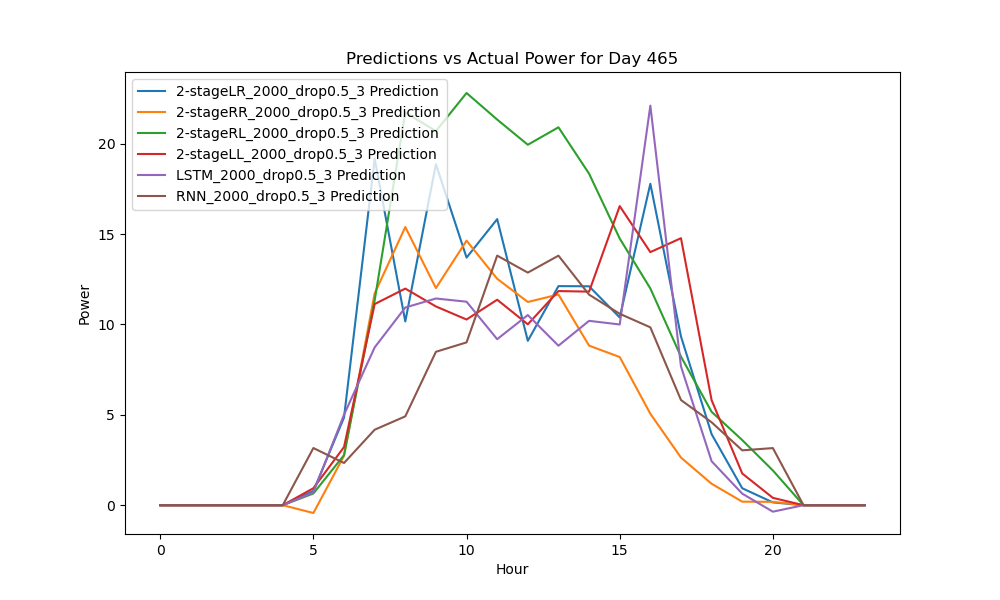 Predictions vs Actual Power for Day 465
2-stageLR_2000_drop0.5_3 Prediction
2-stageRR_2000_drop0.5_3 Prediction
2-stageRL_2000_drop0.5_3 Prediction
2-stageLL_2000_drop0.5_3 Prediction
LSTM_2000_drop0.5_3 Prediction
RNN_2000_drop0.5_3 Prediction
Power
20
15
10
5
0
0 5 10 15 20
Hour